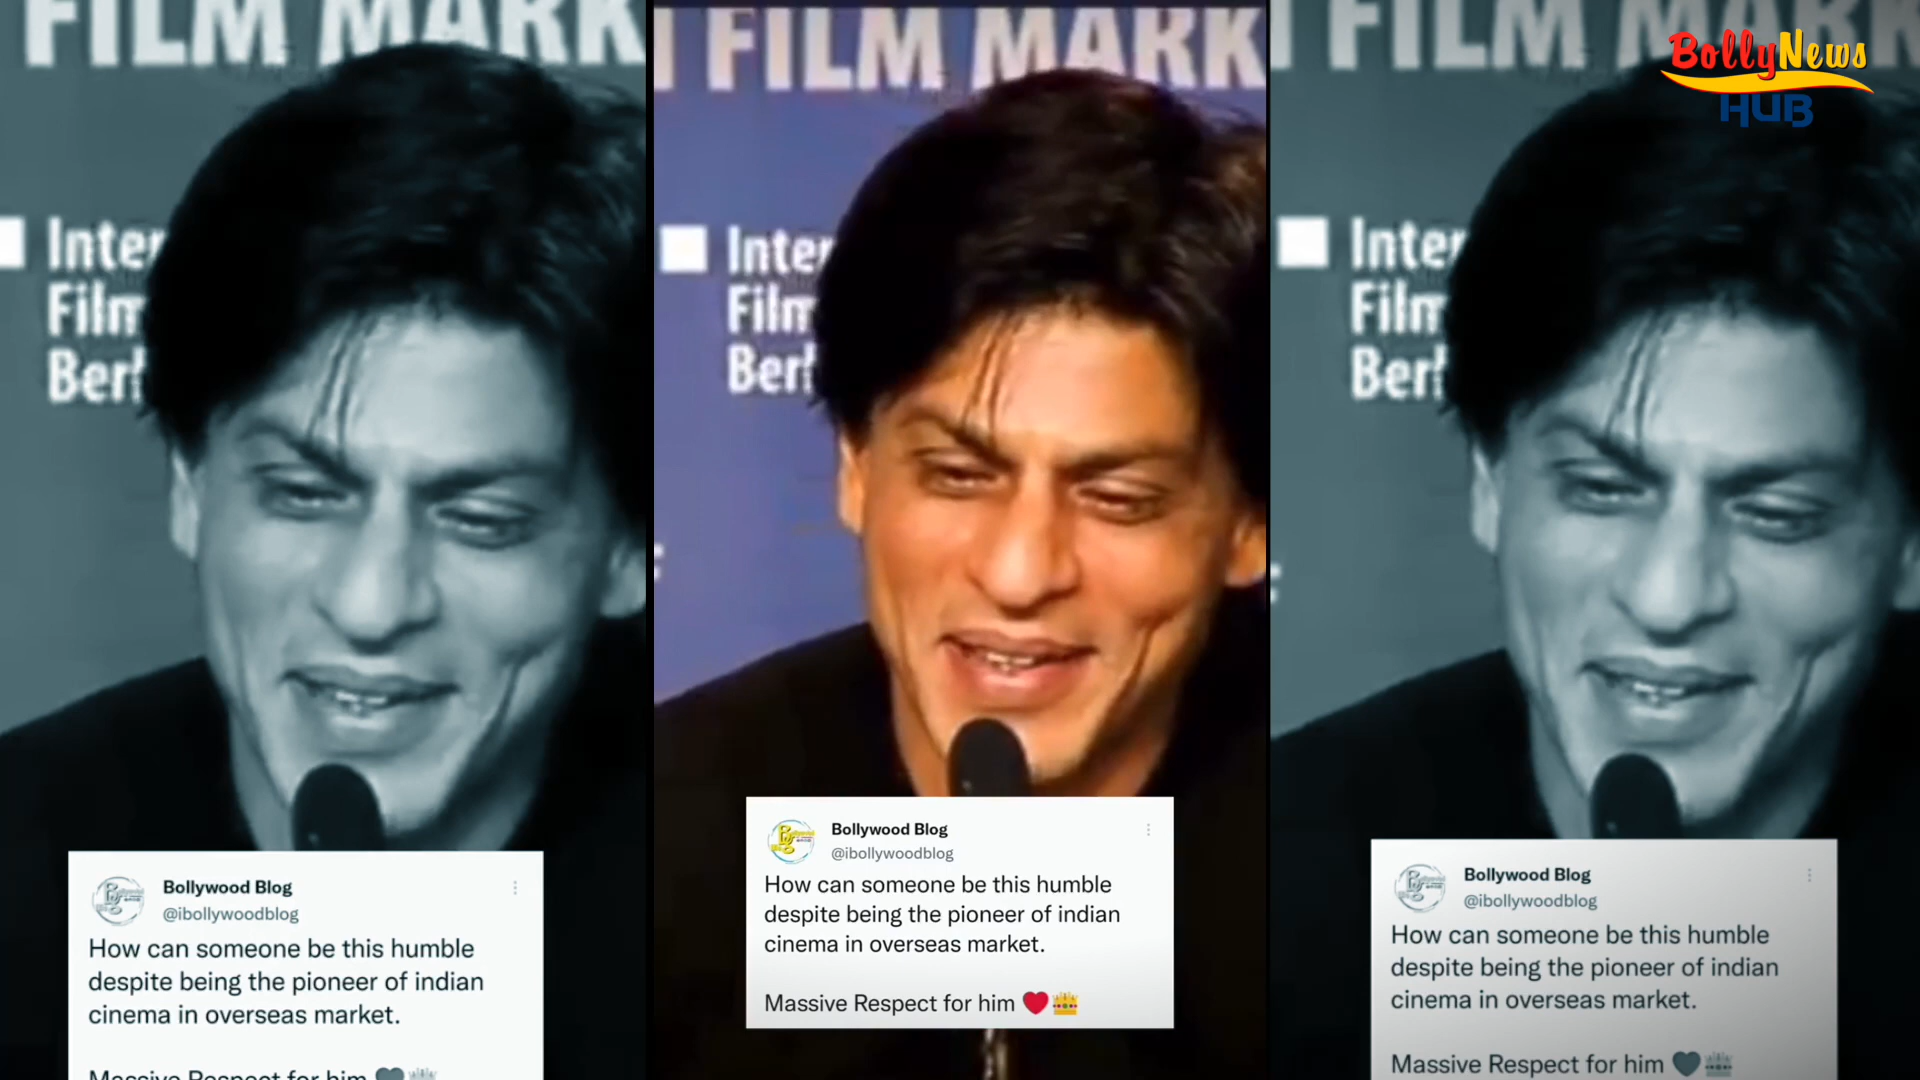 FILM MARK
Inter
Film
Berl
Bollywood Blog
@ibollywoodblog
How can someone be this humble
despite being the pioneer of indian
cinema in overseas market.
Massive Respect for him ❤️👑
FILM MARK
Inter
Film
Berl
Bollywood Blog
@ibollywoodblog
How can someone be this humble
despite being the pioneer of indian
cinema in overseas market.
Massive Respect for him ❤️👑
FILM MARK
Inter
Film
Berl
Bollywood Blog
@ibollywoodblog
How can someone be this humble
despite being the pioneer of indian
cinema in overseas market.
Massive Respect for him 🖤👑
BollyNews
HUB